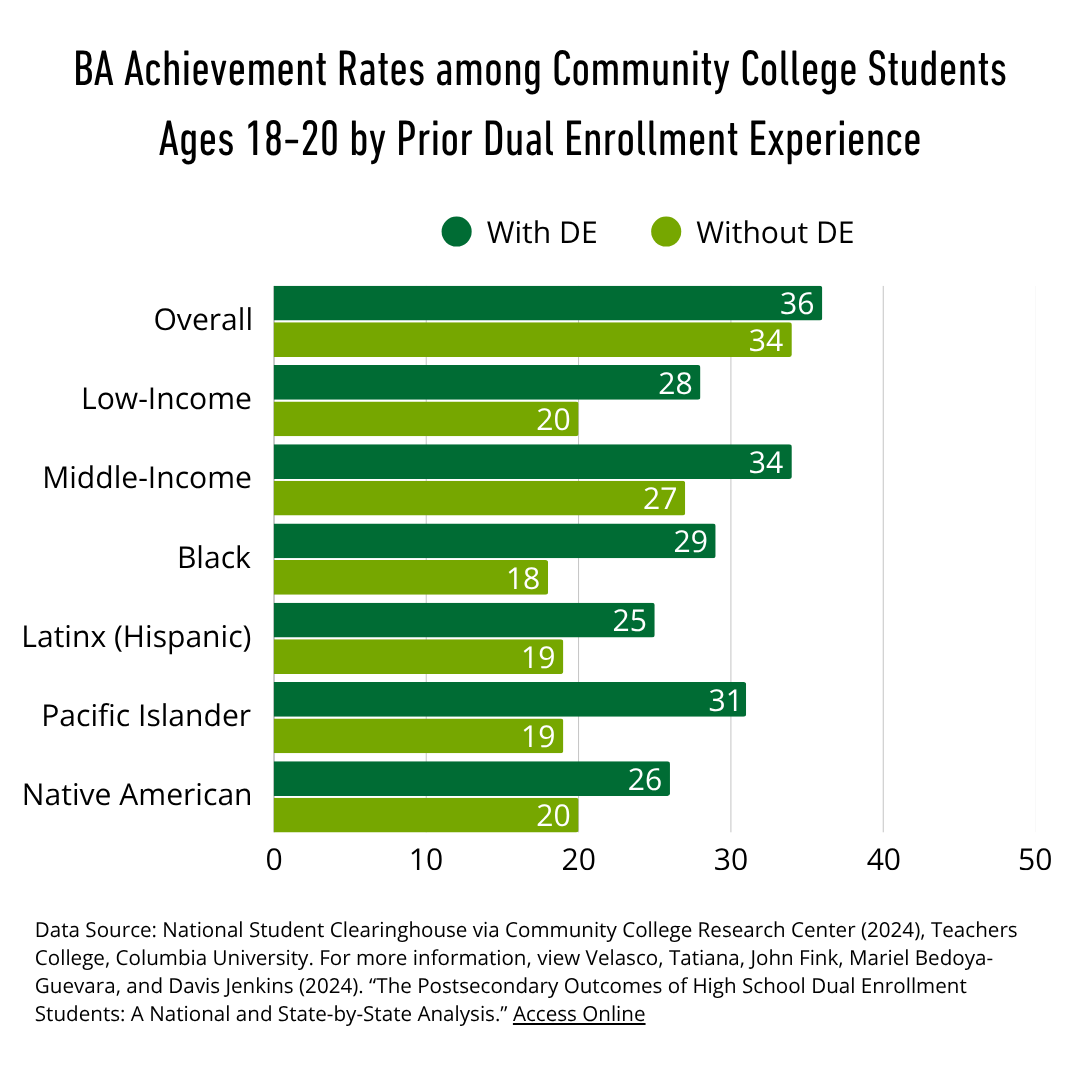 BA Achievement Rates among Community College Students
Ages 18-20 by Prior Dual Enrollment Experience
With DE
Without DE
Overall
36
34
Low-Income
28
20
Middle-Income
34
27
Black
29
18
Latinx (Hispanic)
25
19
Pacific Islander
31
19
Native American
26
20
0 10 20 30 40 50
Data Source: National Student Clearinghouse via Community College Research Center (2024), Teachers
College, Columbia University. For more information, view Velasco, Tatiana, John Fink, Mariel Bedoya-
Guevara, and Davis Jenkins (2024). “The Postsecondary Outcomes of High School Dual Enrollment
Students: A National and State-by-State Analysis.” Access Online